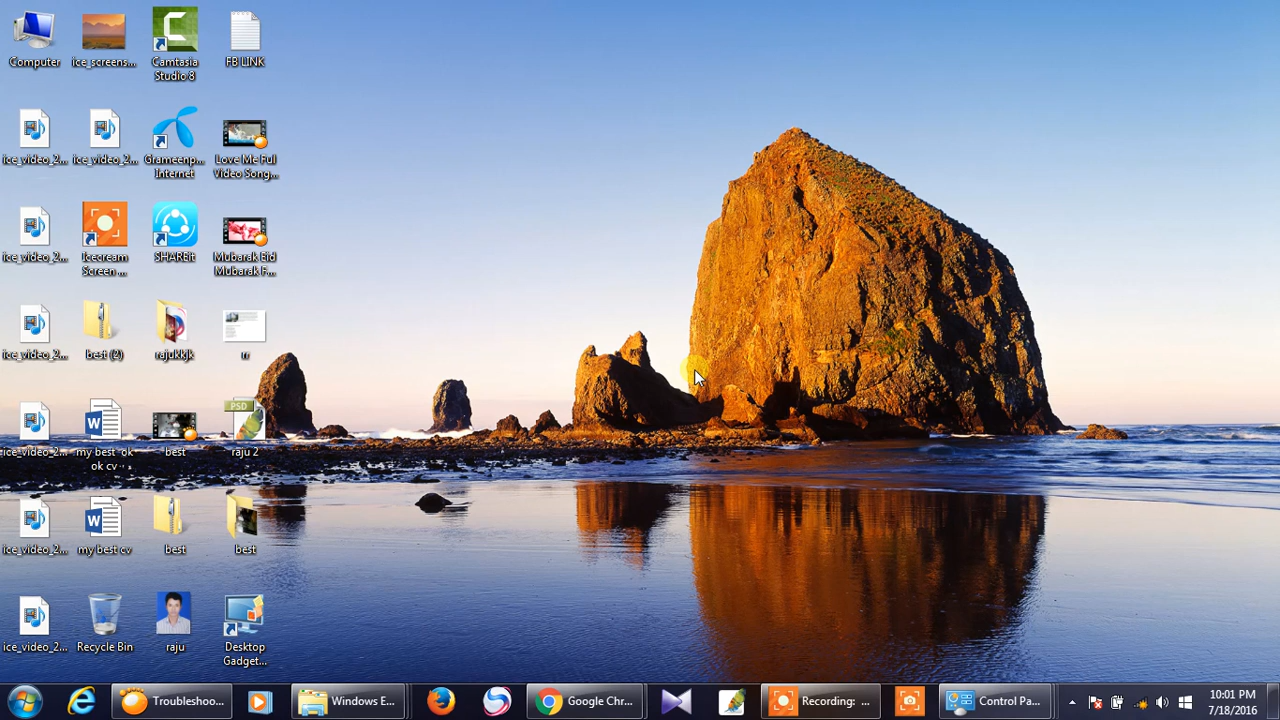 Computer
ice_screens...
Camtasia
Studio 8
FB LINK
ice_video_2...
ice_video_2...
Grameenp...
Internet
Love Me Full
Video Song...
ice_video_2...
Icecream
Screen ...
SHAREit
Mubarak Eid
Mubarak F...
ice_video_2...
best (2)
rajukkjk
rr
ice_video_2...
my best ok
ok cv
best
PSD
raju 2
ice_video_2...
my best cv
best
best
ice_video_2...
Recycle Bin
raju
Desktop
Gadget...
Troubleshoo...
Windows E...
Google Chr...
Recording: ...
Control Pa...
10:01 PM
7/18/2016